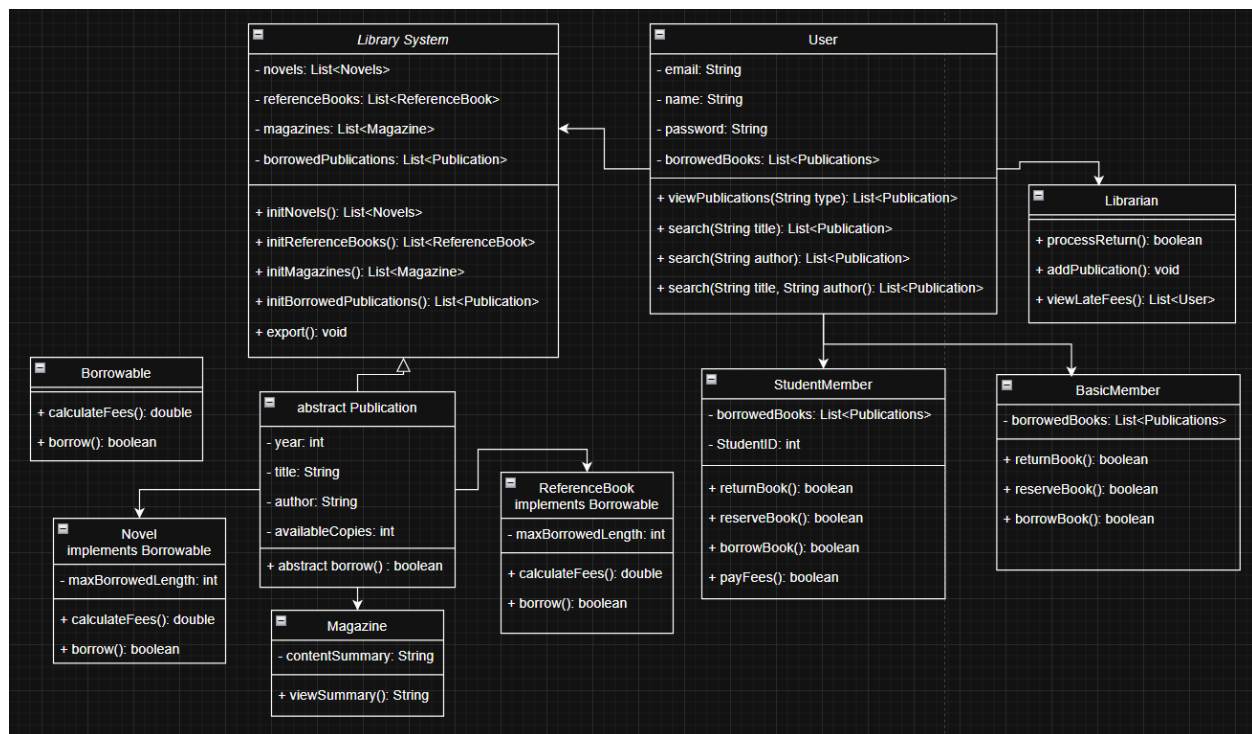 Library System
- novels: List<Novels>
- referenceBooks: List<ReferenceBook>
- magazines: List<Magazine>
- borrowedPublications: List<Publication>
+ initNovels(): List<Novels>
+ initReferenceBooks(): List<ReferenceBook>
+ initMagazines(): List<Magazine>
+ initBorrowedPublications(): List<Publication>
+ export(): void
User
- email: String
- name: String
- password: String
- borrowedBooks: List<Publications>
+ viewPublications(String type): List<Publication>
+ search(String title): List<Publication>
+ search(String author): List<Publication>
+ search(String title, String author(): List<Publication>
Librarian
+ processReturn(): boolean
+ addPublication(): void
+ viewLateFees(): List<User>
Borrowable
+ calculateFees(): double
+ borrow(): boolean
abstract Publication
- year: int
- title: String
- author: String
- availableCopies: int
+ abstract borrow() : boolean
StudentMember
- borrowedBooks: List<Publications>
- StudentID: int
+ returnBook(): boolean
+ reserveBook(): boolean
+ borrowBook(): boolean
+ payFees(): boolean
BasicMember
- borrowedBooks: List<Publications>
+ returnBook(): boolean
+ reserveBook(): boolean
+ borrowBook(): boolean
Novel
implements Borrowable
- maxBorrowedLength: int
+ calculateFees(): double
+ borrow(): boolean
ReferenceBook
implements Borrowable
- maxBorrowedLength: int
+ calculateFees(): double
+ borrow(): boolean
Magazine
- contentSummary: String
+ viewSummary(): String